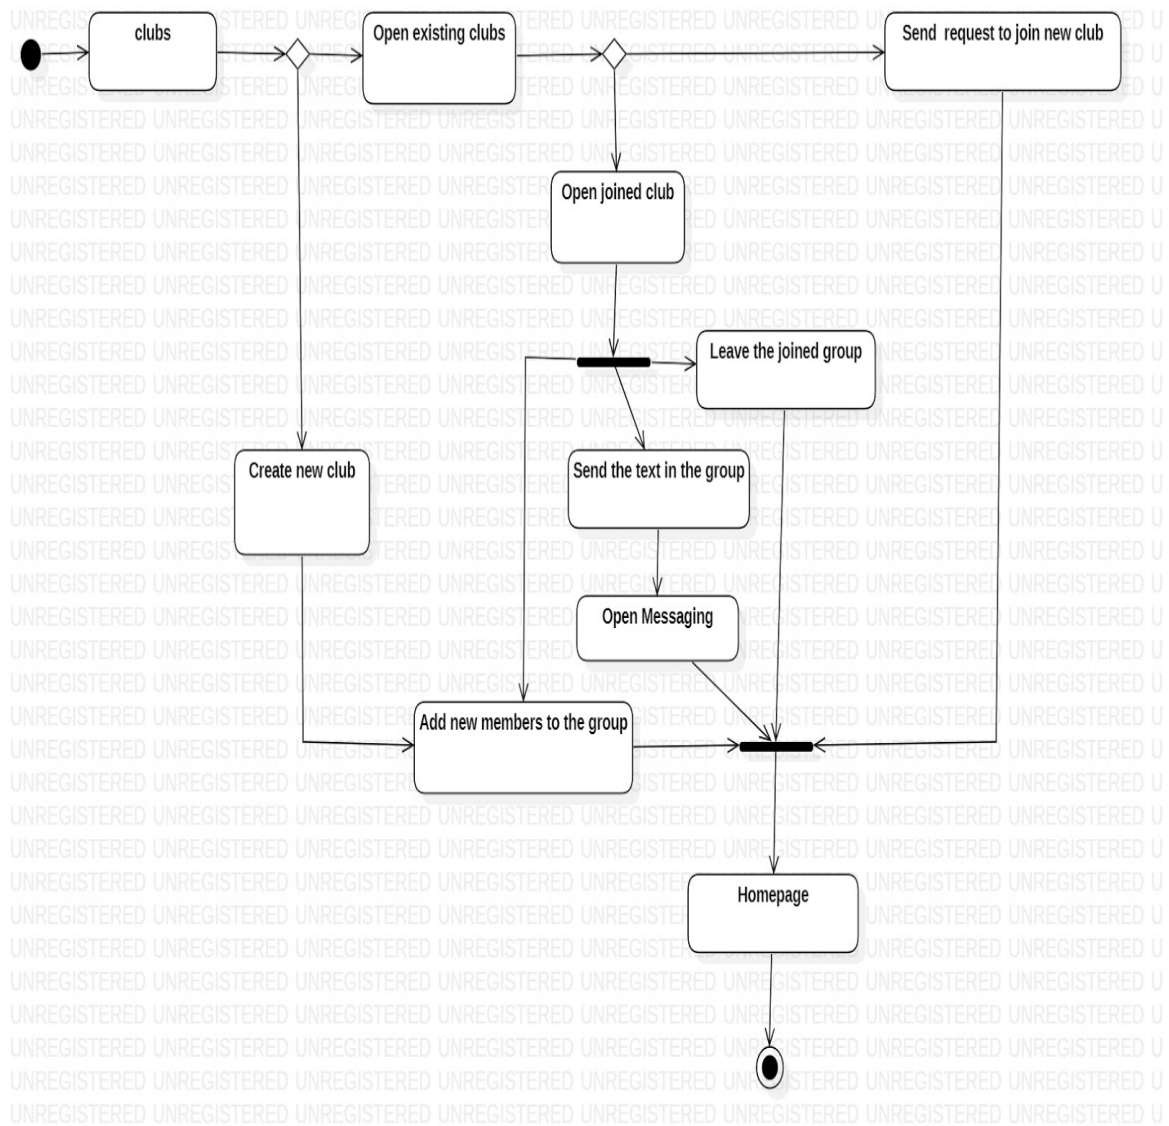 clubs
Open existing clubs
Send request to join new club
Open joined club
Leave the joined group
Create new club
Send the text in the group
Open Messaging
Add new members to the group
Homepage
UNREGISTERED